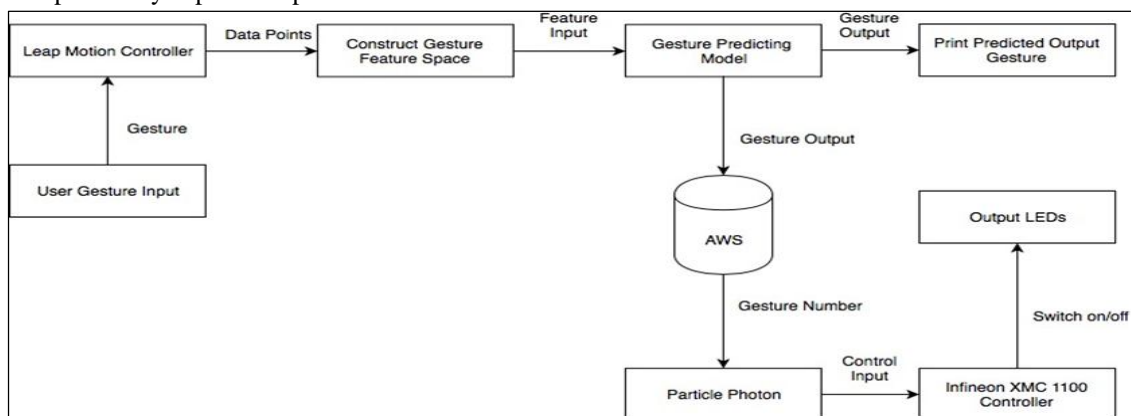 Leap Motion Controller
Data Points
Construct Gesture
Feature Space
Feature
Input
Gesture Predicting
Model
Gesture
Output
Print Predicted Output
Gesture
Gesture
User Gesture Input
Gesture Output
AWS
Output LEDs
Gesture Number
Switch on/off
Particle Photon
Control
Input
Infineon XMC 1100
Controller